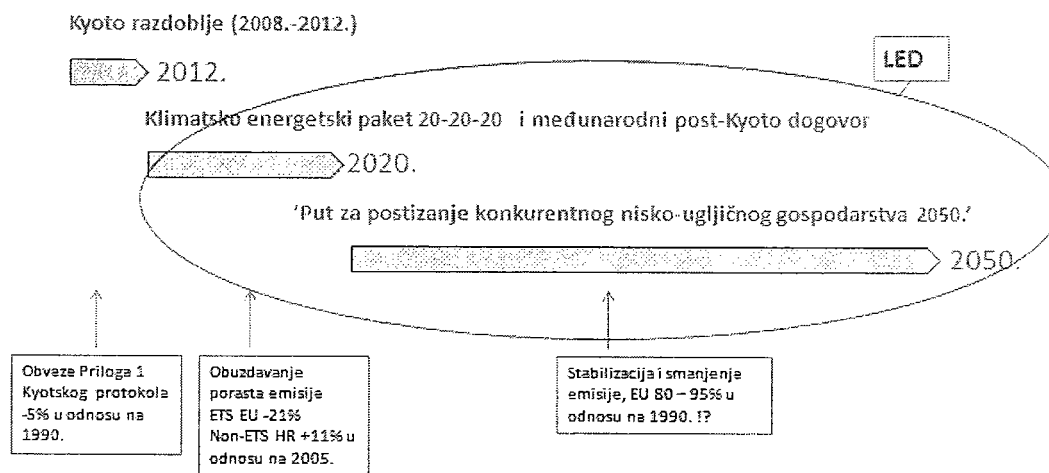 Kyoto razdoblje (2008.-2012.)
2012.
LED
Klimatsko energetski paket 20-20-20 i međunarodni post-Kyoto dogovor
2020.
'Put za postizanje konkurentnog nisko-ugljičnog gospodarstva 2050.'
2050.
Obveze Priloga 1
Kyotskog protokola
-5% u odnosu na
1990.
Obuzdavanje
porasta emisije
ETS EU -21%
Non-ETS HR +11% u
odnosu na 2005.
Stabilizacija i smanjenje
emisije, EU 80 – 95% u
odnosu na 1990. !?